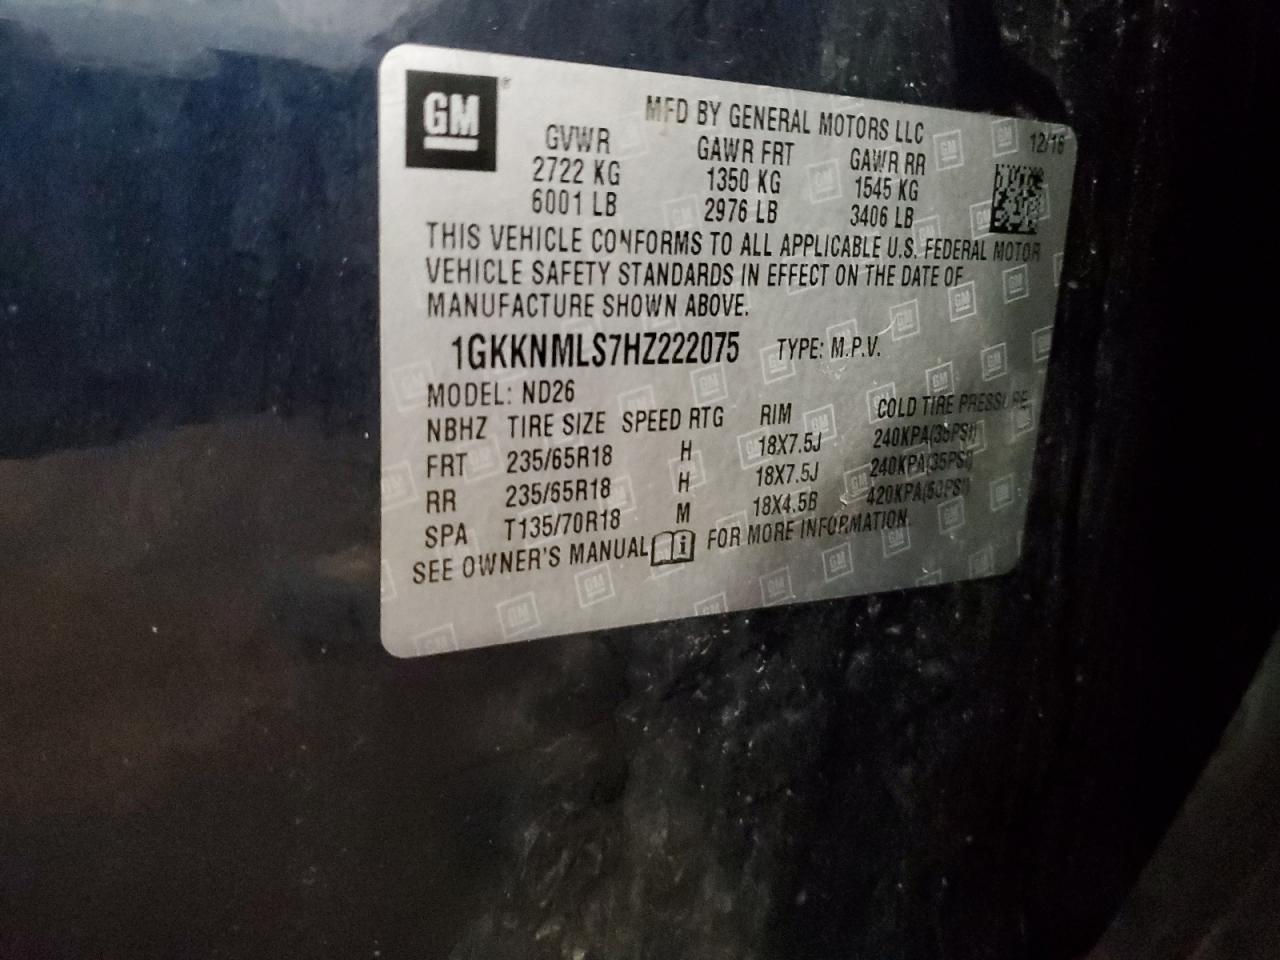 GM
MFD BY GENERAL MOTORS LLC
12/16
GVWR GAWR FRT GAWR RR
2722 KG 1350 KG 1545 KG
6001 LB 2976 LB 3406 LB
THIS VEHICLE CONFORMS TO ALL APPLICABLE U.S. FEDERAL MOTOR
VEHICLE SAFETY STANDARDS IN EFFECT ON THE DATE OF
MANUFACTURE SHOWN ABOVE.
1GKKNMLS7HZ222075 TYPE: M.P.V.
MODEL: ND26
NBHZ TIRE SIZE SPEED RTG RIM COLD TIRE PRESSURE
FRT 235/65R18 H 18X7.5J 240KPA(35PSI)
RR 235/65R18 H 18X7.5J 240KPA(35PSI)
SPA T135/70R18 M 18X4.5B 420KPA(60PSI)
SEE OWNER'S MANUAL FOR MORE INFORMATION.